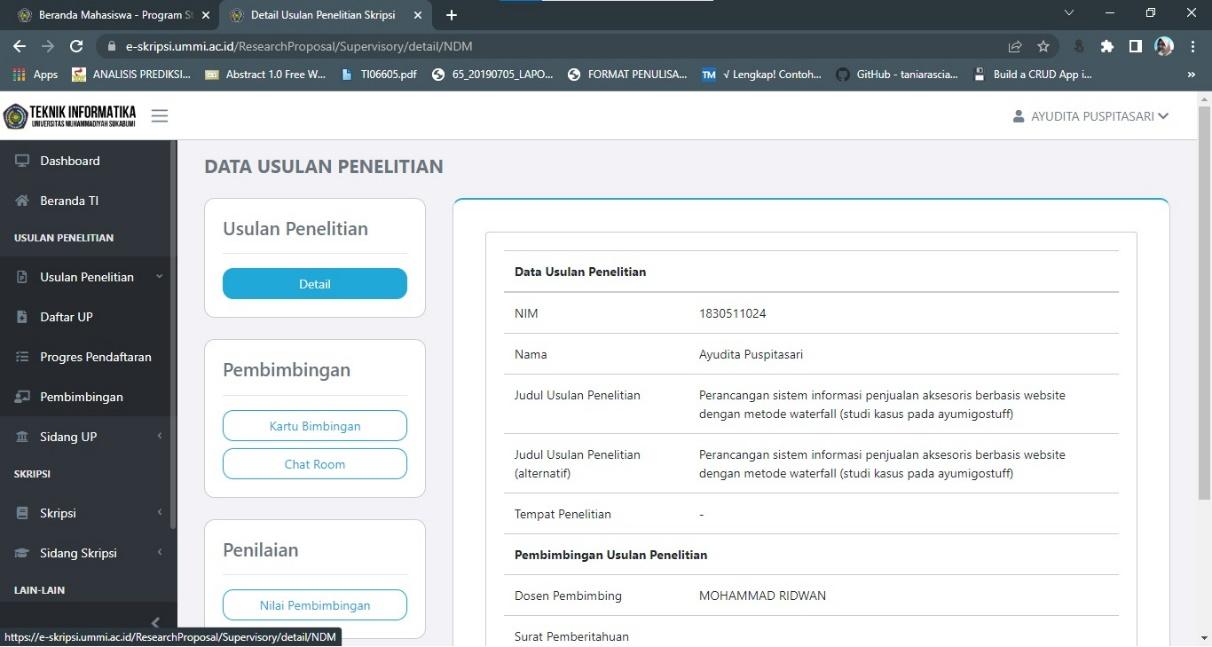 Beranda Mahasiswa - Program St
Detail Usulan Penelitian Skripsi
e-skripsi.ummi.ac.id/ResearchProposal/Supervisory/detail/NDM
Apps
ANALISIS PREDIKSI...
Abstract 1.0 Free W...
TI06605.pdf
65_20190705_LAPO...
FORMAT PENULISA...
TM √ Lengkap! Contoh...
GitHub - taniarascia...
Build a CRUD App i...
»
TEKNIK INFORMATIKA
UNIVERSITAS MUHAMMADIYAH SUKABUMI
AYUDITA PUSPITASARI
Dashboard
Beranda TI
USULAN PENELITIAN
Usulan Penelitian
Daftar UP
Progres Pendaftaran
Pembimbingan
Sidang UP
SKRIPSI
Skripsi
Sidang Skripsi
LAIN-LAIN
https://e-skripsi.ummi.ac.id/ResearchProposal/Supervisory/detail/NDM
DATA USULAN PENELITIAN
Usulan Penelitian
Detail
Pembimbingan
Kartu Bimbingan
Chat Room
Penilaian
Nilai Pembimbingan
Data Usulan Penelitian
NIM 1830511024
Nama Ayudita Puspitasari
Judul Usulan Penelitian Perancangan sistem informasi penjualan aksesoris berbasis website
dengan metode waterfall (studi kasus pada ayumigostuff)
Judul Usulan Penelitian Perancangan sistem informasi penjualan aksesoris berbasis website
(alternatif) dengan metode waterfall (studi kasus pada ayumigostuff)
Tempat Penelitian -
Pembimbingan Usulan Penelitian
Dosen Pembimbing MOHAMMAD RIDWAN
Surat Pemberitahuan